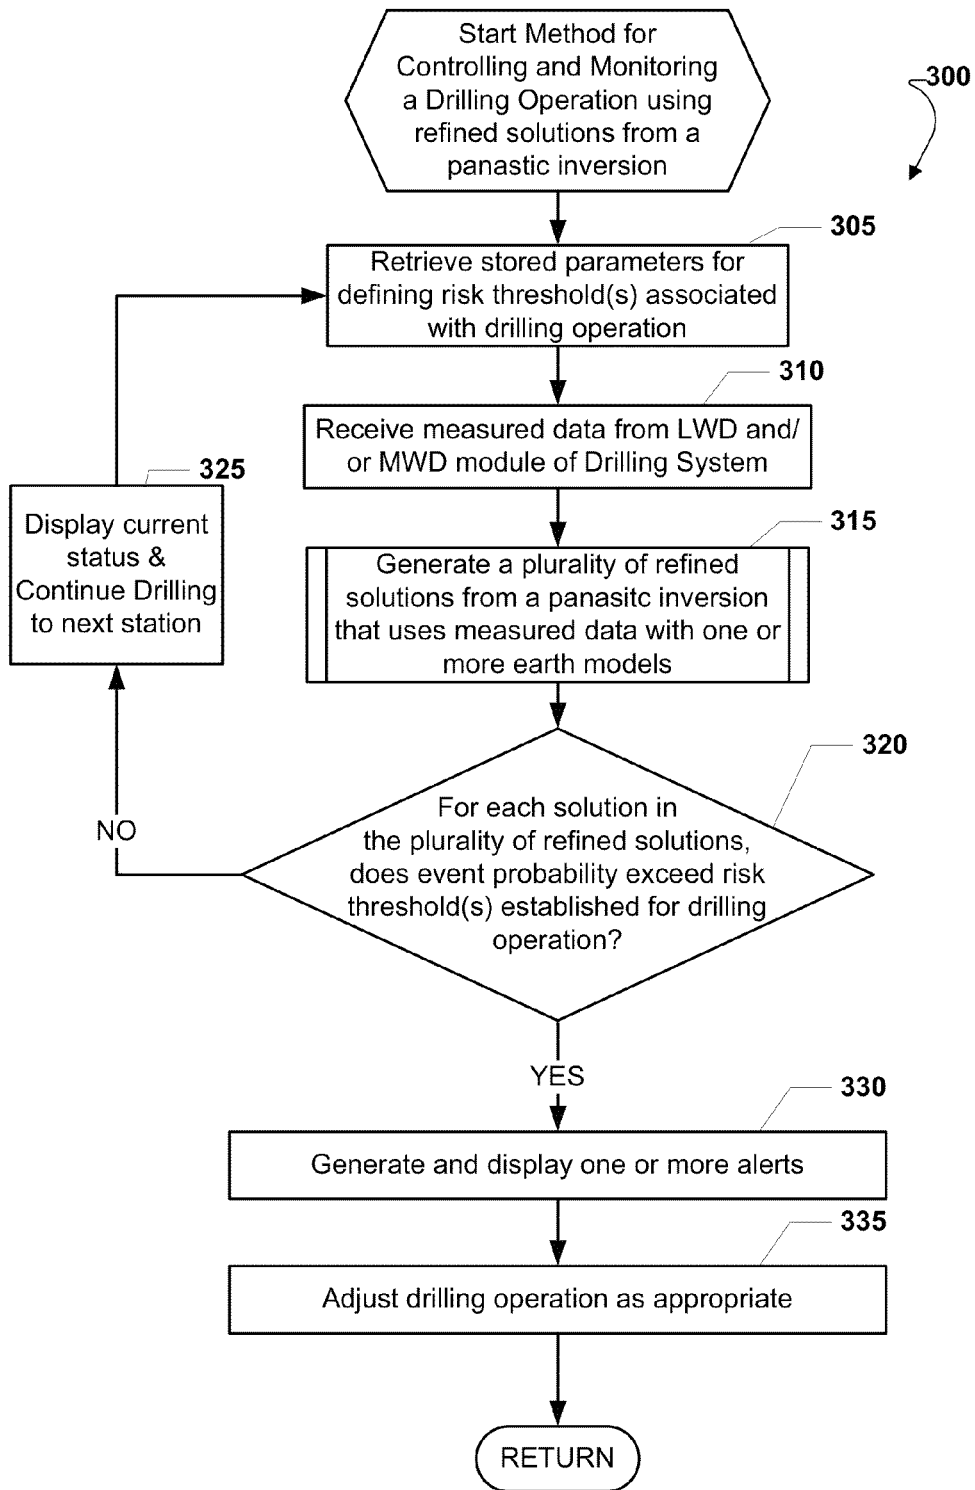 Start Method for
Controlling and Monitoring
a Drilling Operation using
refined solutions from a
panastic inversion
300
305
Retrieve stored parameters for
defining risk threshold(s) associated
with drilling operation
310
Receive measured data from LWD and/
or MWD module of Drilling System
325
Display current
status &
Continue Drilling
to next station
315
Generate a plurality of refined
solutions from a panasitc inversion
that uses measured data with one or
more earth models
320
For each solution in
the plurality of refined solutions,
does event probability exceed risk
threshold(s) established for drilling
operation?
NO
YES
330
Generate and display one or more alerts
335
Adjust drilling operation as appropriate
RETURN